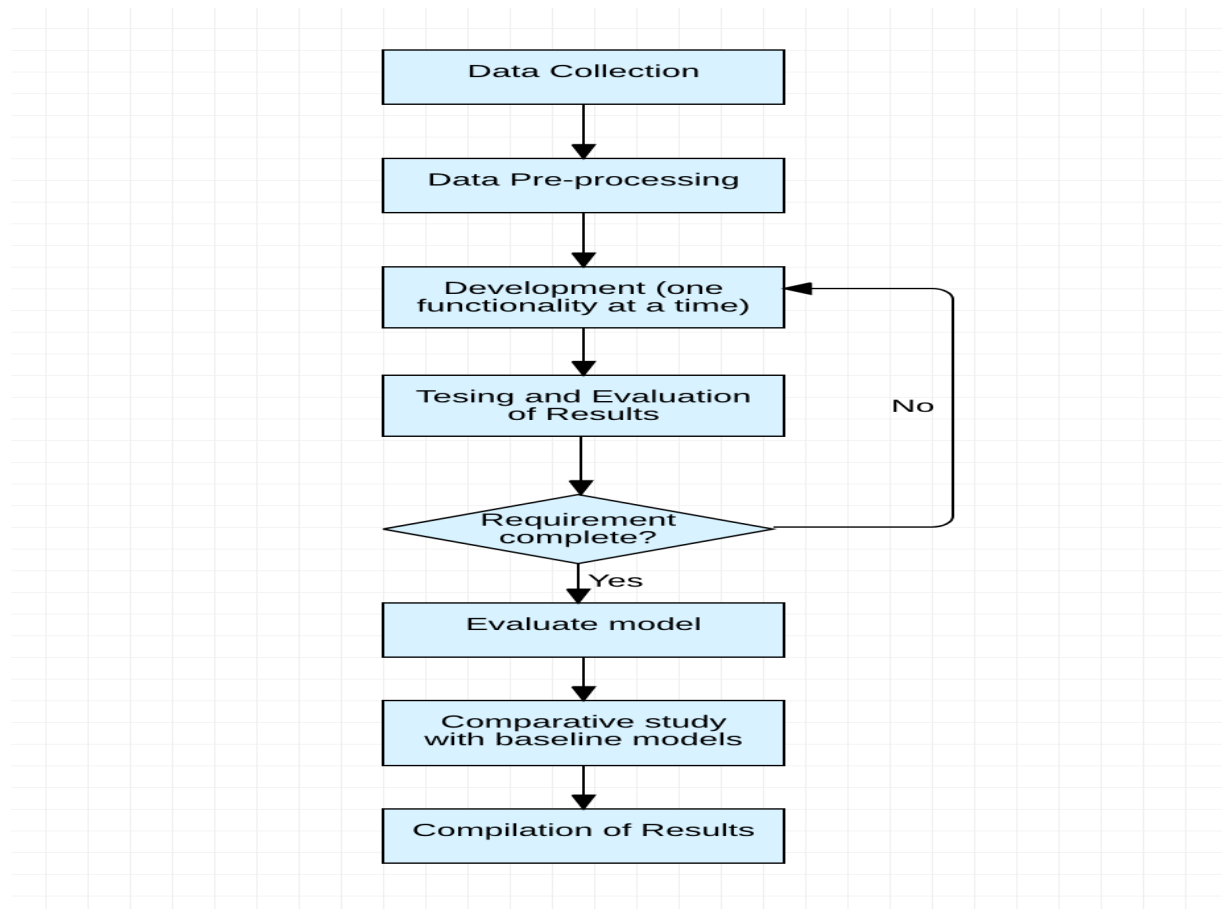 Data Collection
Data Pre-processing
Development (one
functionality at a time)
Tesing and Evaluation
of Results
No
Requirement
complete?
Yes
Evaluate model
Comparative study
with baseline models
Compilation of Results